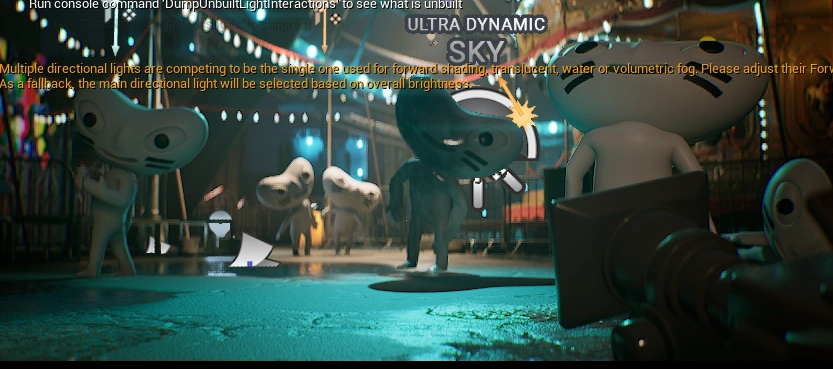 Run console command 'DumpUnbuiltLightInteractions' to see what is unbuilt
ULTRA DYNAMIC
SKY
Multiple directional lights are competing to be the single one used for forward shading, translucent, water or volumetric fog. Please adjust their Forw
As a fallback, the main directional light will be selected based on overall brightness.